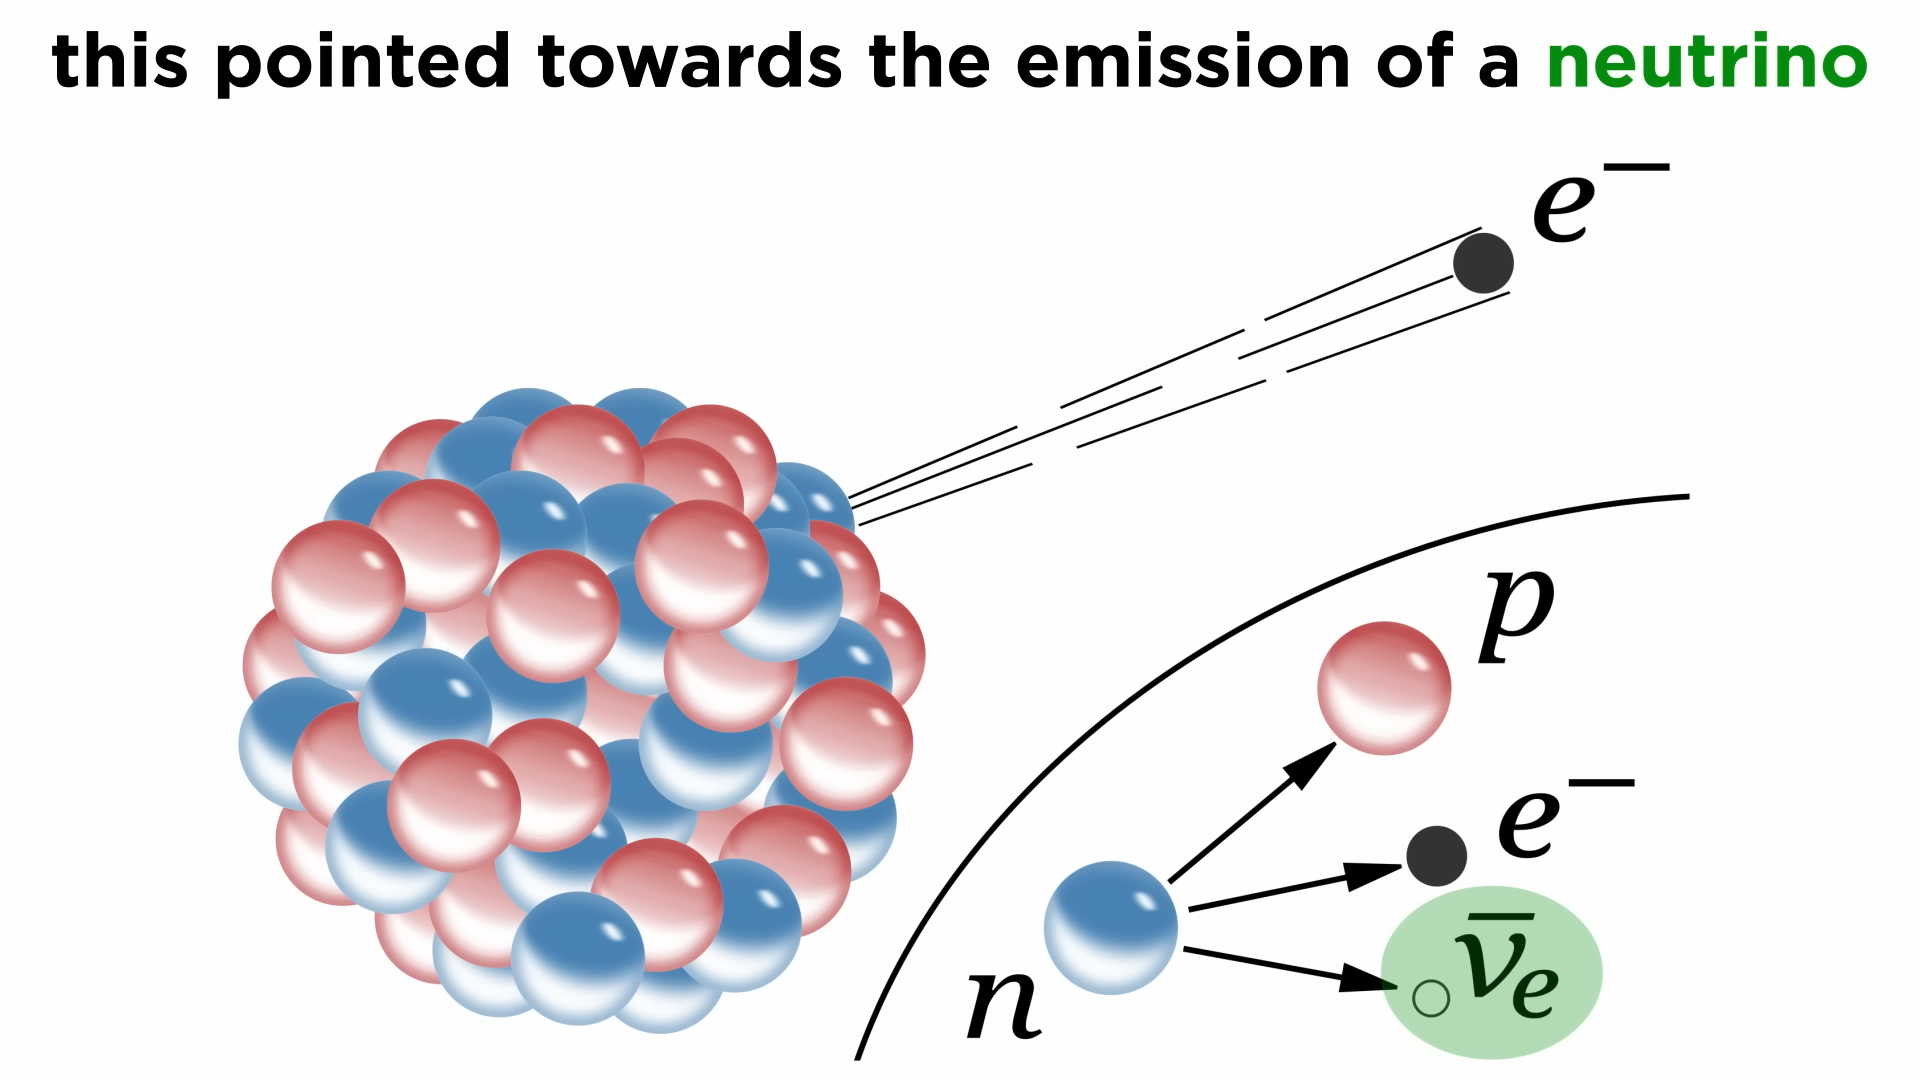 this pointed towards the emission of a neutrino
e⁻
p
e⁻
n
ν̅ₑ